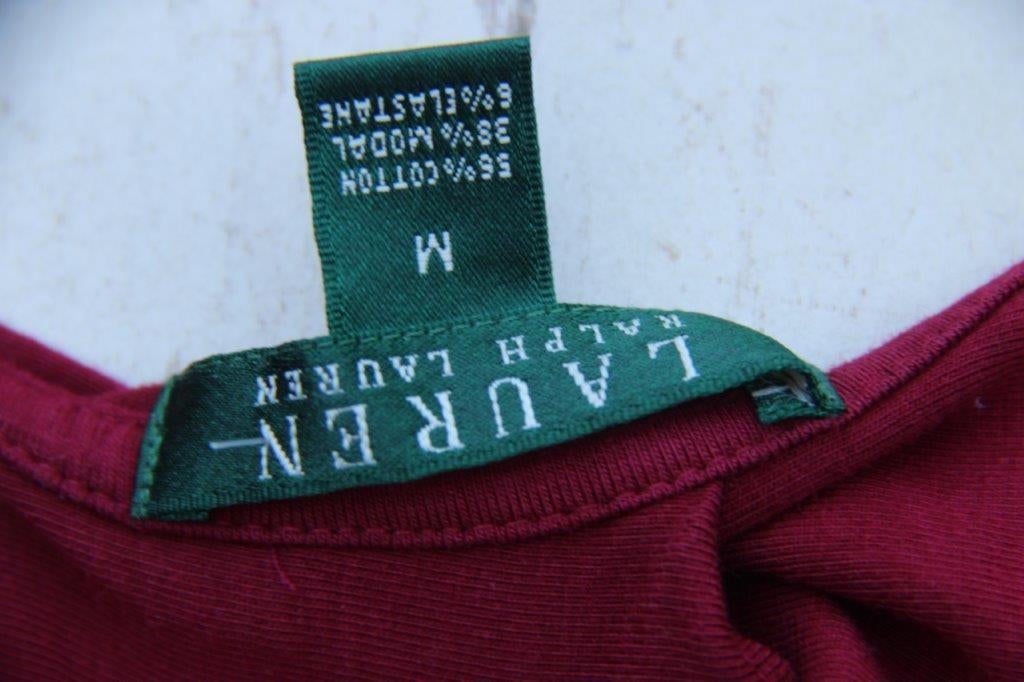 LAUREN
RALPH LAUREN
M
56% COTTON
38% MODAL
6% ELASTANE